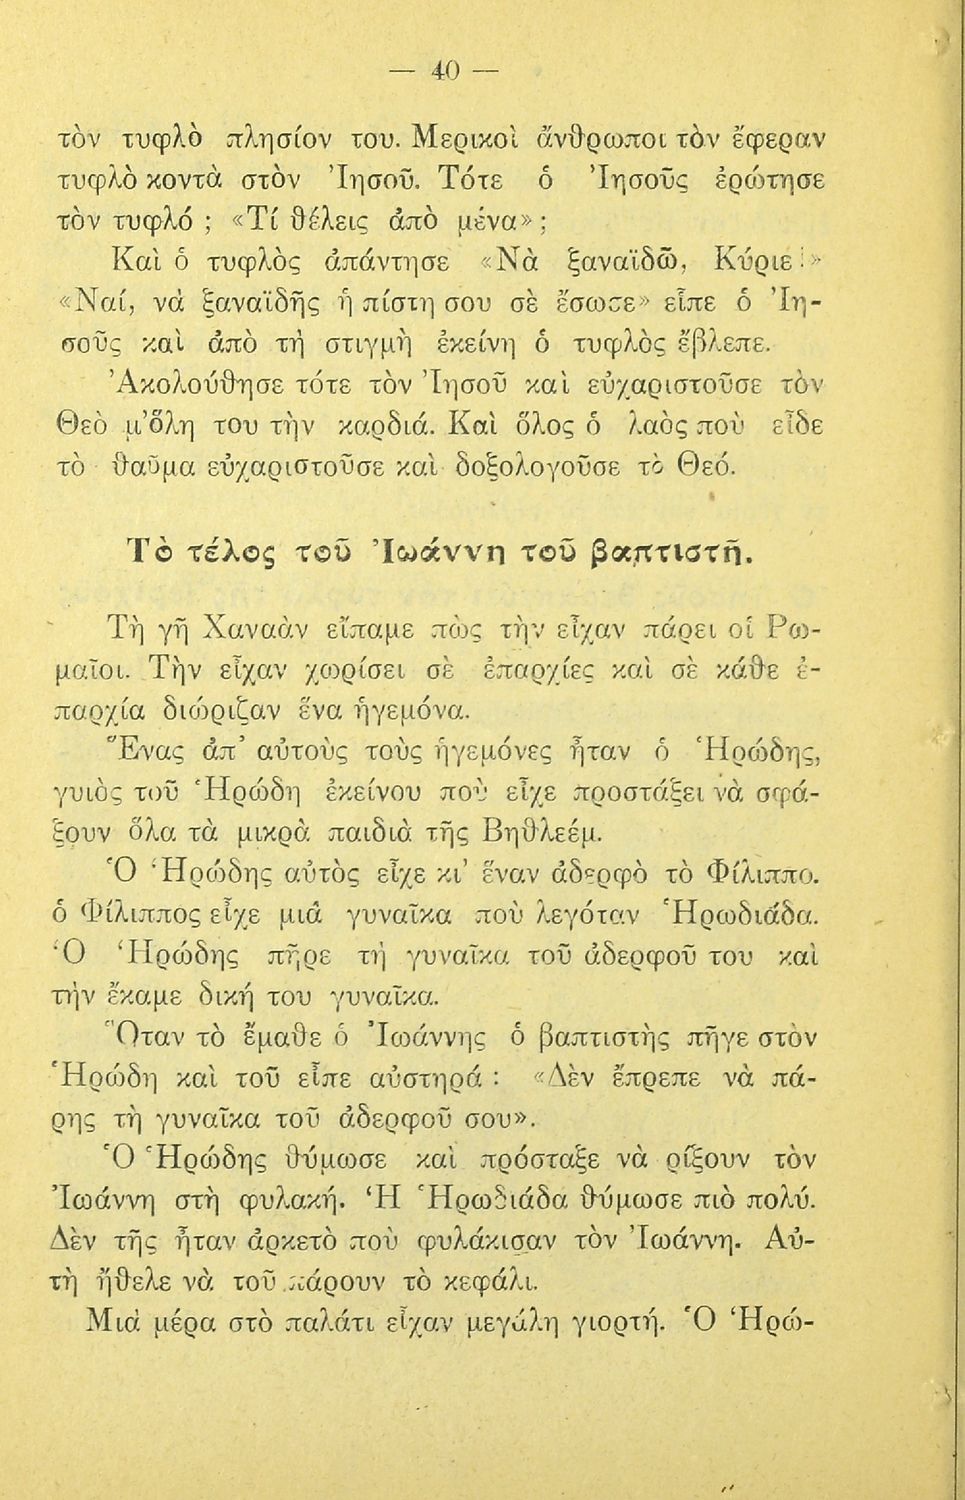 — 40 —
τὸν τυφλὸ πλησίον του. Μερικοὶ ἄνθρωποι τὸν ἔφεραν
τυφλὸ κοντὰ στὸν Ἰησοῦ. Τότε ὁ Ἰησοῦς ἐρώτησε
τὸν τυφλό ; «Τί θέλεις ἀπὸ μένα» ;
Καὶ ὁ τυφλὸς ἀπάντησε «Νὰ ξαναϊδῶ, Κύριε!»
«Ναί, νὰ ξαναϊδῆς ἡ πίστη σου σὲ ἔσωσε» εἶπε ὁ Ἰη-
σοῦς καὶ ἀπὸ τὴ στιγμὴ ἐκείνη ὁ τυφλὸς ἔβλεπε.
Ἀκολούθησε τότε τὸν Ἰησοῦ καὶ εὐχαριστοῦσε τὸν
Θεὸ μ’ ὅλη του τὴν καρδιά. Καὶ ὅλος ὁ λαὸς ποὺ εἶδε
τὸ θαῦμα εὐχαριστοῦσε καὶ δοξολογοῦσε τὸ Θεό.
Τὸ τέλος τοῦ Ἰωάννη τοῦ βαπτιστῆ.
Τὴ γῆ Χαναὰν εἴπαμε πὼς τὴν εἶχαν πάρει οἱ Ρω-
μαῖοι. Τὴν εἶχαν χωρίσει σὲ ἐπαρχίες καὶ σὲ κάθε ἐ-
παρχία διώριζαν ἕνα ἡγεμόνα.
Ἕνας ἀπ’ αὐτοὺς τοὺς ἡγεμόνες ἦταν ὁ Ἡρώδης,
γυιὸς τοῦ Ἡρώδη ἐκείνου ποὺ εἶχε προστάξει νὰ σφά-
ξουν ὅλα τὰ μικρὰ παιδιὰ τῆς Βηθλεέμ.
Ὁ Ἡρώδης αὐτὸς εἶχε κι’ ἕναν ἀδερφὸ τὸ Φίλιππο.
ὁ Φίλιππος εἶχε μιὰ γυναῖκα ποὺ λεγόταν Ἡρωδιάδα.
Ὁ Ἡρώδης πῆρε τὴ γυναῖκα τοῦ ἀδερφοῦ του καὶ
τὴν ἔκαμε δική του γυναῖκα.
Ὅταν τὸ ἔμαθε ὁ Ἰωάννης ὁ βαπτιστὴς πῆγε στὸν
Ἡρώδη καὶ τοῦ εἶπε αὐστηρά : «Δὲν ἔπρεπε νὰ πά-
ρης τὴ γυναῖκα τοῦ ἀδερφοῦ σου».
Ὁ Ἡρώδης θύμωσε καὶ πρόσταξε νὰ ρίξουν τὸν
Ἰωάννη στὴ φυλακή. Ἡ Ἡρωδιάδα θύμωσε πιὸ πολύ.
Δὲν τῆς ἦταν ἀρκετὸ ποὺ φυλάκισαν τὸν Ἰωάννη. Αὐ-
τὴ ἤθελε νὰ τοῦ πάρουν τὸ κεφάλι.
Μιὰ μέρα στὸ παλάτι εἶχαν μεγάλη γιορτή. Ὁ Ἡρώ-